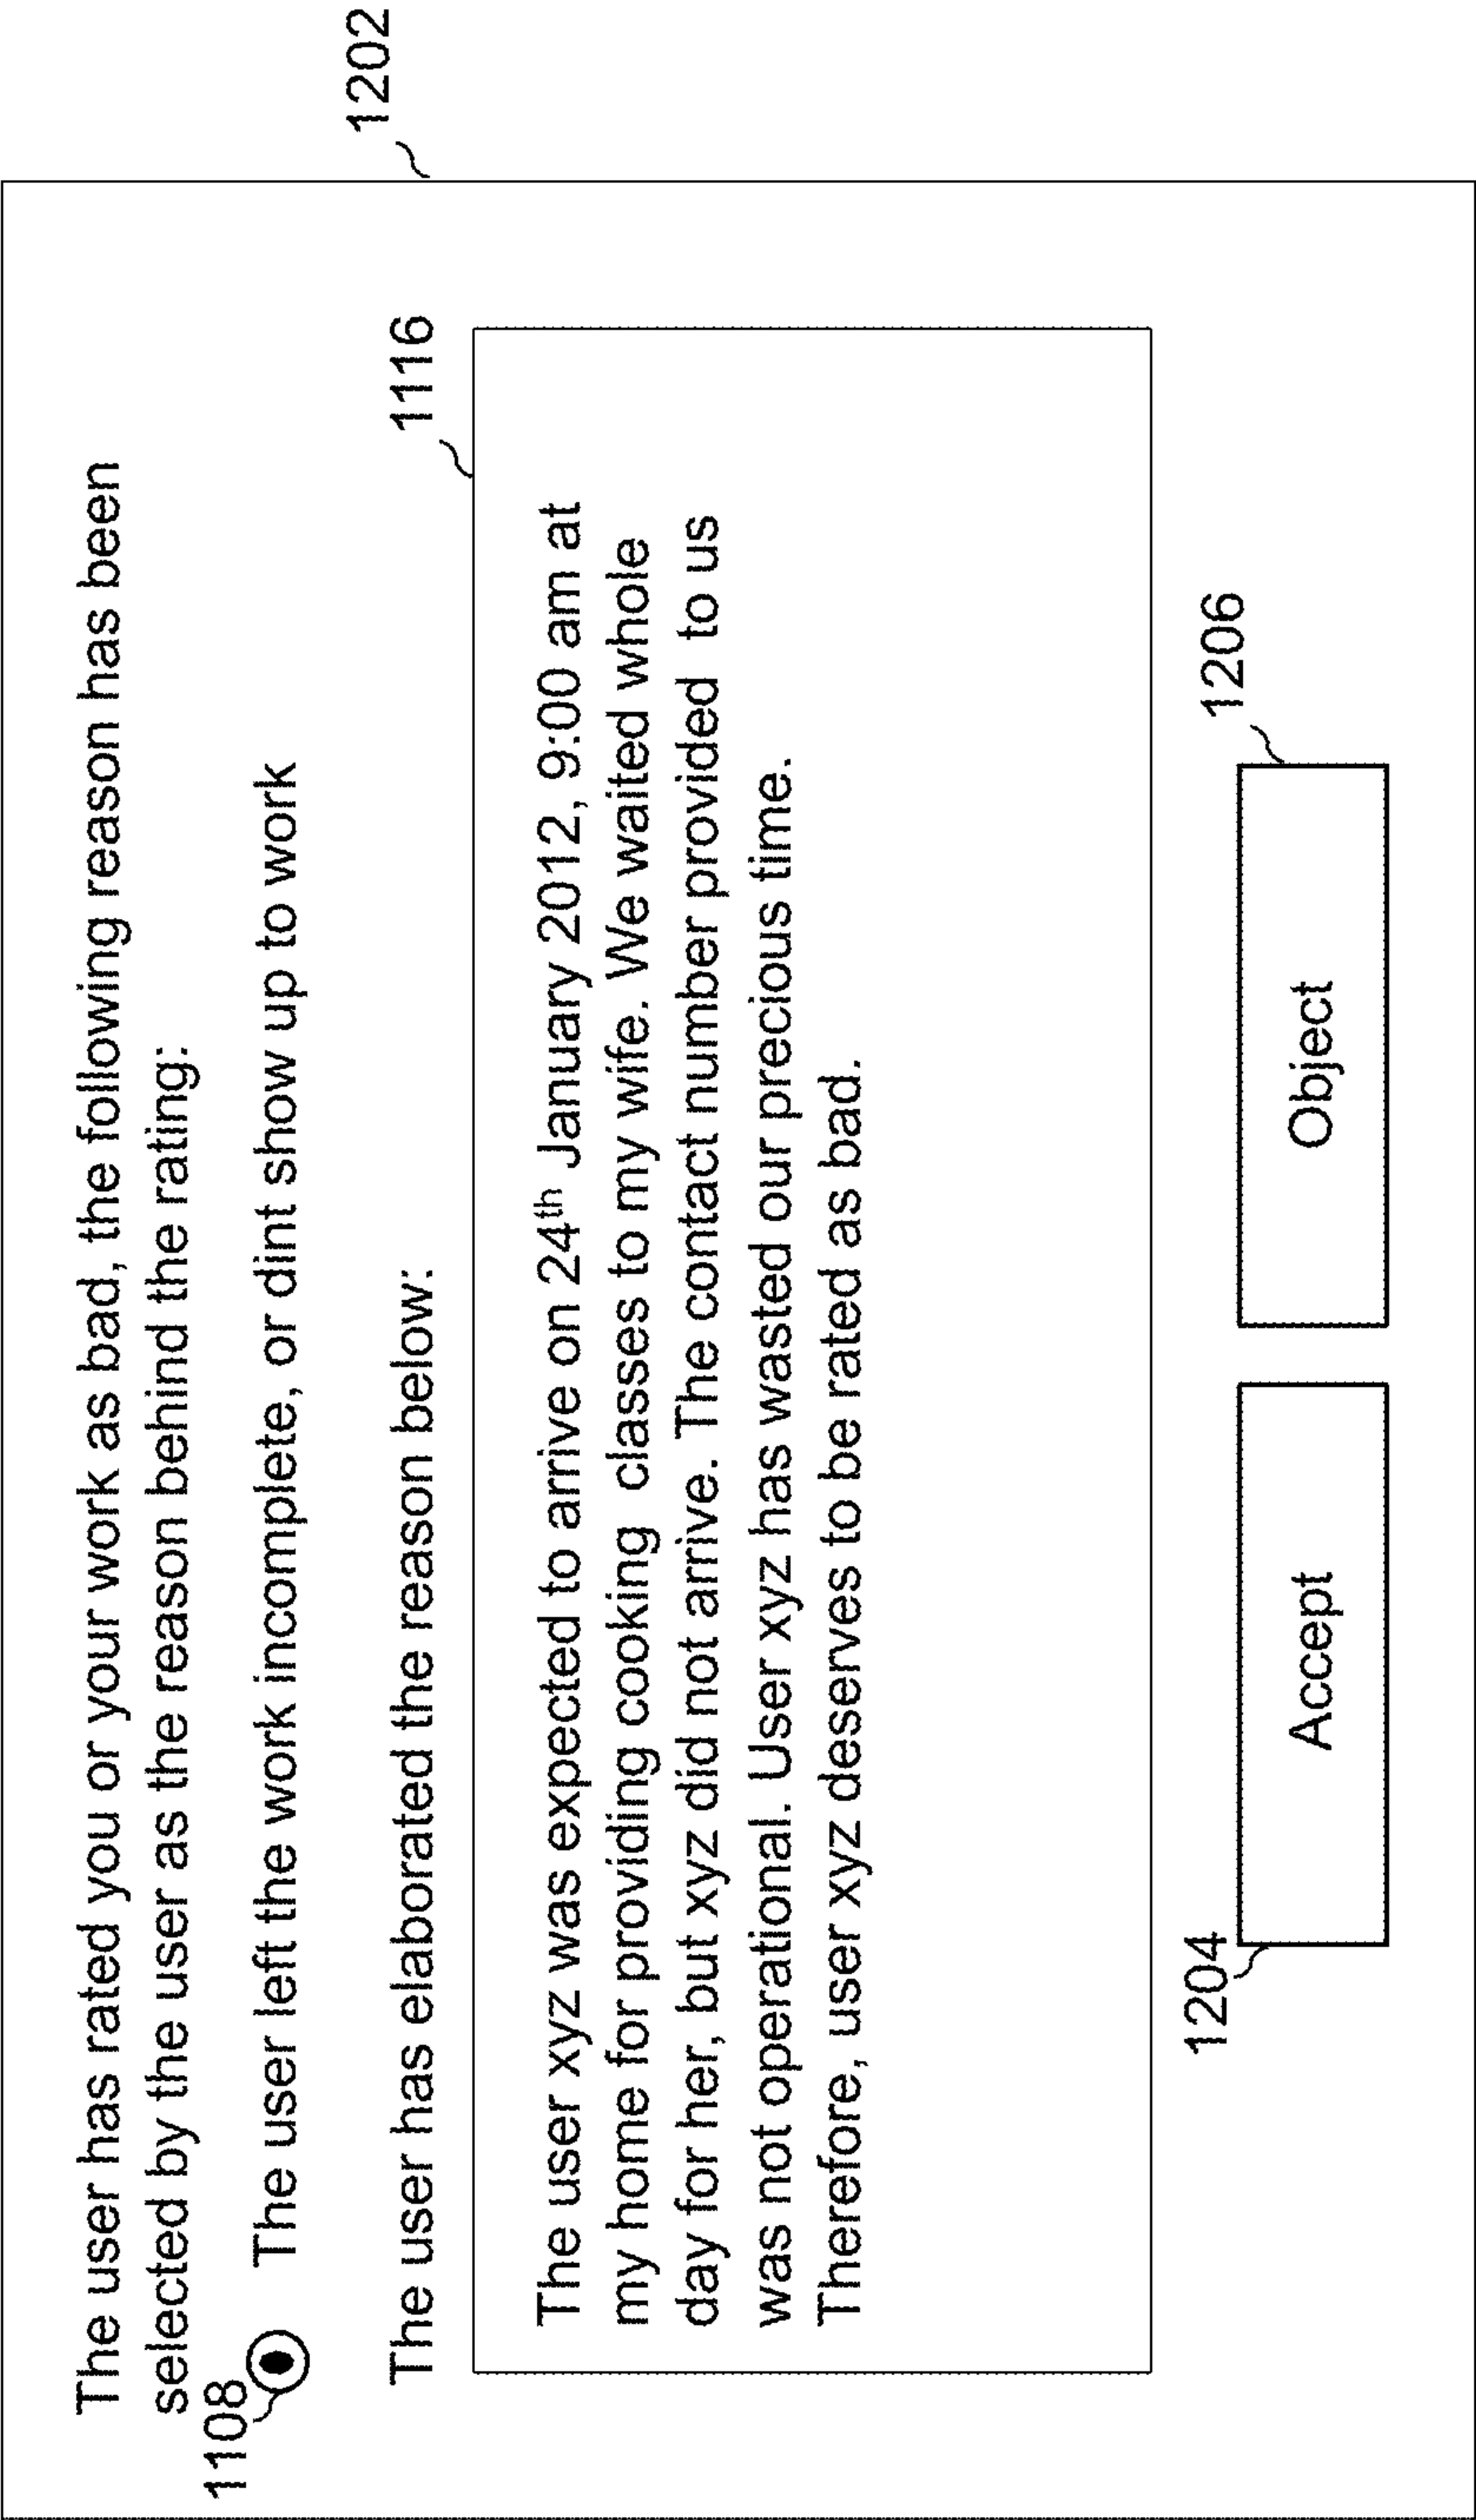 1202
The user has rated you or your work as bad, the following reason has been
selected by the user as the reason behind the rating:
1108
The user left the work incomplete, or dint show up to work
The user has elaborated the reason below:
1116
The user xyz was expected to arrive on 24th January 2012, 9:00 am at
my home for providing cooking classes to my wife. We waited whole
day for her, but xyz did not arrive. The contact number provided to us
was not operational. User xyz has wasted our precious time.
Therefore, user xyz deserves to be rated as bad.
1204
Accept
Object
1206